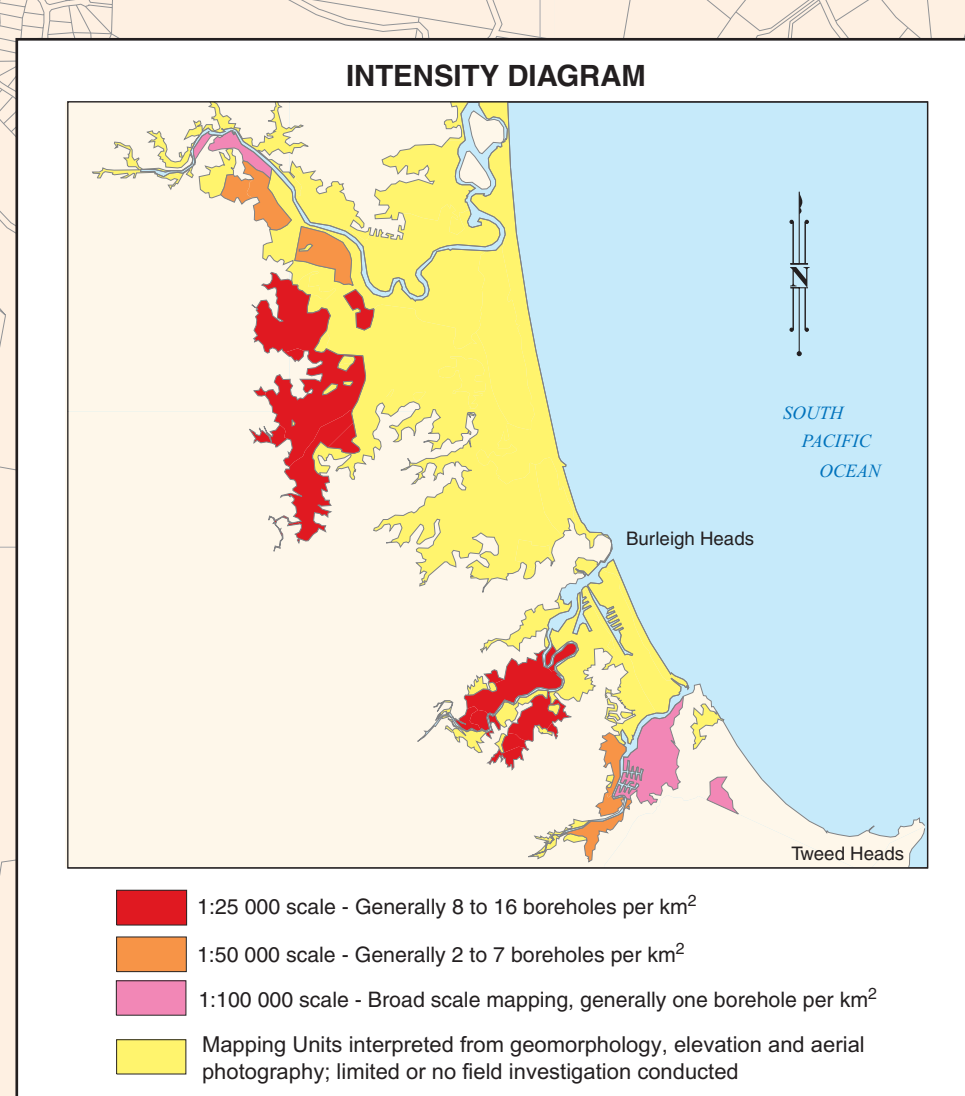 INTENSITY DIAGRAM
N
SOUTH
PACIFIC
OCEAN
Burleigh Heads
Tweed Heads
1:25 000 scale - Generally 8 to 16 boreholes per km²
1:50 000 scale - Generally 2 to 7 boreholes per km²
1:100 000 scale - Broad scale mapping, generally one borehole per km²
Mapping Units interpreted from geomorphology, elevation and aerial
photography; limited or no field investigation conducted